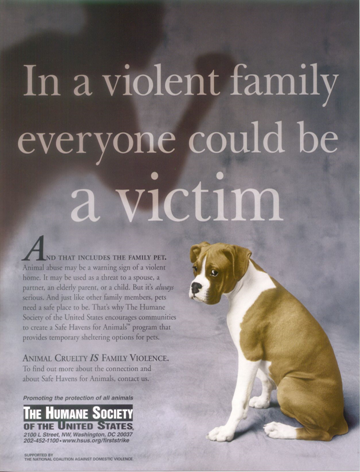 In a violent family
everyone could be
a victim
AND THAT INCLUDES THE FAMILY PET.
Animal abuse may be a warning sign of a violent
home. It may be used as a threat to a spouse, a
partner, an elderly parent, or a child. But it's always
serious. And just like other family members, pets
need a safe place to be. That's why The Humane
Society of the United States encourages communities
to create a Safe Havens for Animals™ program that
provides temporary sheltering options for pets.
ANIMAL CRUELTY IS FAMILY VIOLENCE.
To find out more about the connection and
about Safe Havens for Animals, contact us.
Promoting the protection of all animals
THE HUMANE SOCIETY
OF THE UNITED STATES.
2100 L Street, NW, Washington, DC 20037
202-452-1100 • www.hsus.org/firststrike
SUPPORTED BY
THE NATIONAL COALITION AGAINST DOMESTIC VIOLENCE.